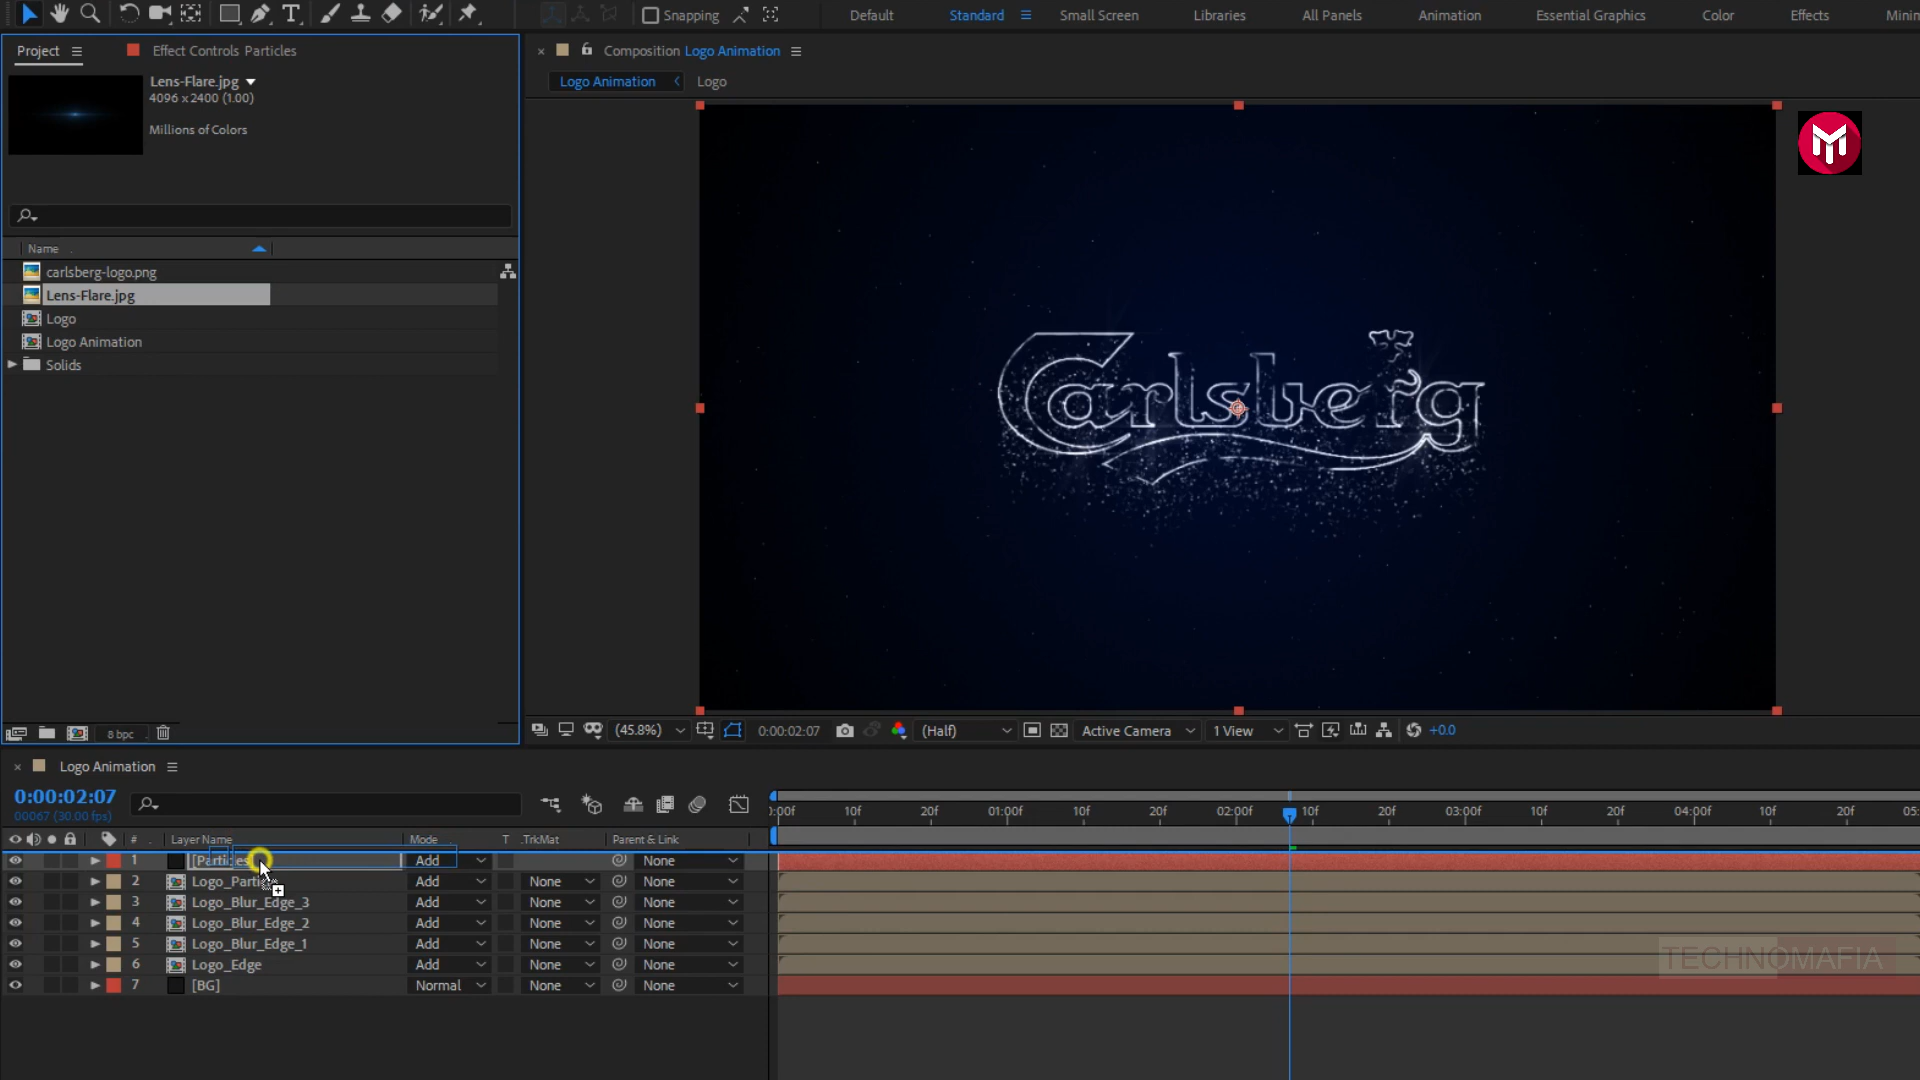 Snapping
Default
Standard
Small Screen
Libraries
All Panels
Animation
Essential Graphics
Color
Effects
Project
Effect Controls Particles
Composition Logo Animation
Lens-Flare.jpg
4096 x 2400 (1.00)
Millions of Colors
Logo Animation
Logo
Name
carlsberg-logo.png
Lens-Flare.jpg
Logo
Logo Animation
Solids
Carlsberg
8 bpc
(45.8%)
0:00:02:07
(Half)
Active Camera
1 View
+0.0
Logo Animation
0:00:02:07
00067 (30.00 fps)
:00f 10f 20f 01:00f 10f 20f 02:00f 10f 20f 03:00f 10f 20f 04:00f 10f 20f 05:
# Layer Name Mode T .TrkMat Parent & Link
1 [Particles Add None
2 Logo_Parti Add None None
3 Logo_Blur_Edge_3 Add None None
4 Logo_Blur_Edge_2 Add None None
5 Logo_Blur_Edge_1 Add None None
6 Logo_Edge Add None None
7 [BG] Normal None None
TECHNOMAFIA